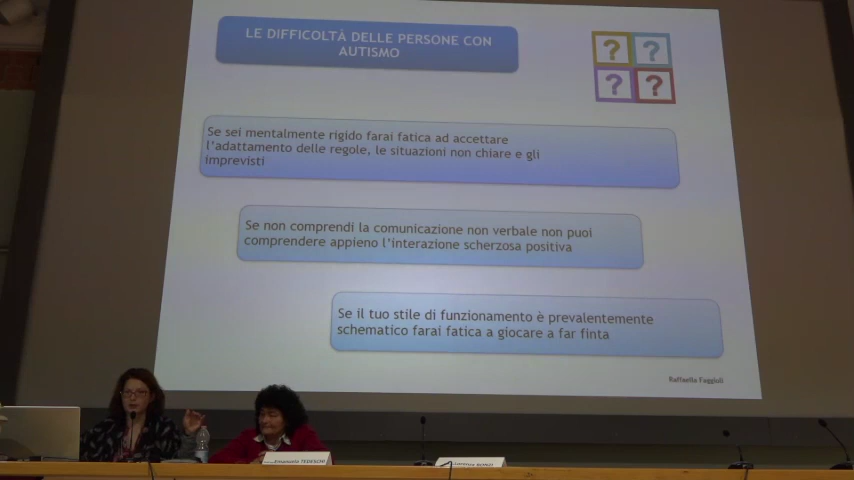 LE DIFFICOLTÀ DELLE PERSONE CON
AUTISMO
? ?
? ?
Se sei mentalmente rigido farai fatica ad accettare
l'adattamento delle regole, le situazioni non chiare e gli
imprevisti
Se non comprendi la comunicazione non verbale non puoi
comprendere appieno l'interazione scherzosa positiva
Se il tuo stile di funzionamento è prevalentemente
schematico farai fatica a giocare a far finta
Raffaella Faggioli
Emanuela TEDESCHI